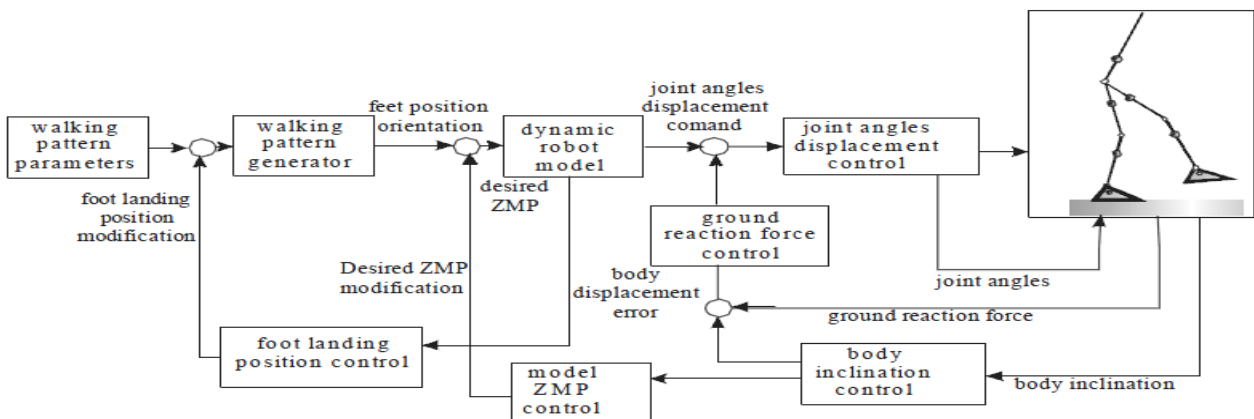 walking
pattern
parameters
walking
pattern
generator
feet position
orientation
dynamic
robot
model
joint angles
displacement
comand
joint angles
displacement
control
foot landing
position
modification
desired
ZMP
ground
reaction force
control
Desired ZMP
modification
body
displacement
error
joint angles
ground reaction force
foot landing
position control
model
ZMP
control
body
inclination
control
body inclination